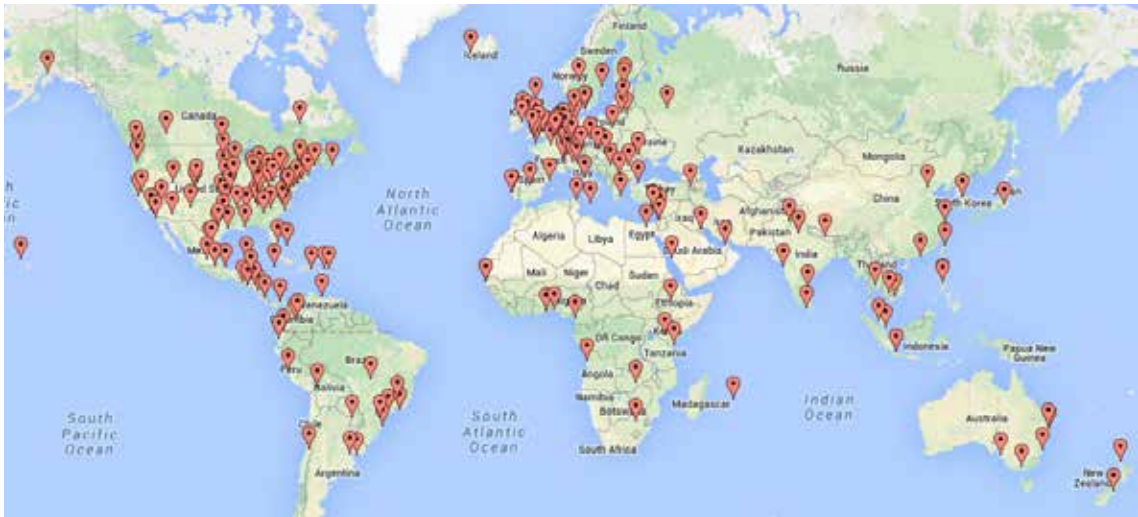 Finland
Iceland
Sweden
Norway
Russia
Canada
Kazakhstan
Mongolia
North
Atlantic
Ocean
China
South Korea
Afghanistan
Iraq
Pakistan
Algeria
Libya
Egypt
Saudi Arabia
India
Mali
Niger
Sudan
Chad
Thailand
Ethiopia
Venezuela
DR Congo
Indonesia
Papua New
Guinea
Tanzania
Peru
Brazil
Angola
Bolivia
Namibia
Madagascar
Botswana
Indian
Ocean
South
Pacific
Ocean
South
Atlantic
Ocean
Chile
Australia
South Africa
Argentina
New
Zealand